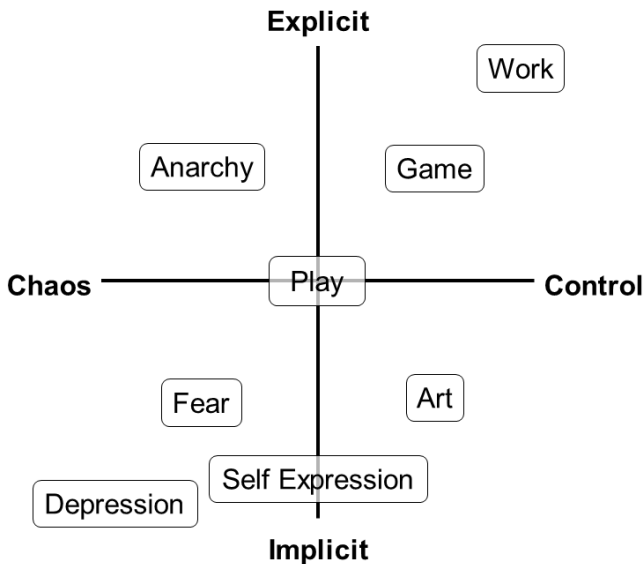 Explicit
Work
Anarchy
Game
Chaos
Play
Control
Fear
Art
Self Expression
Depression
Implicit